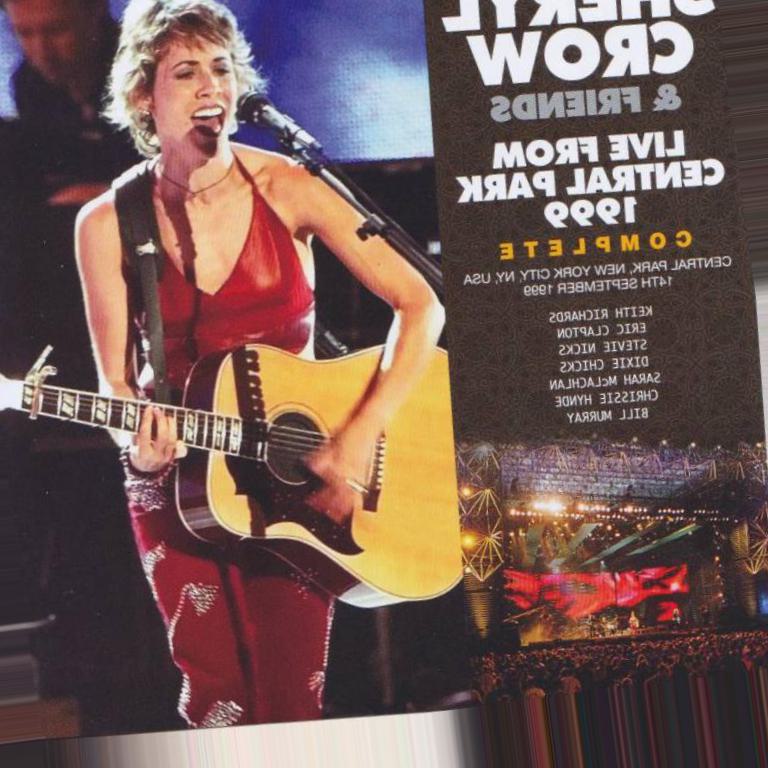 SHERYL
CROW
& FRIENDS
LIVE FROM
CENTRAL PARK
1999
COMPLETE
CENTRAL PARK, NEW YORK CITY, NY, USA
14TH SEPTEMBER 1999
KEITH RICHARDS
ERIC CLAPTON
STEVIE NICKS
DIXIE CHICKS
SARAH McLACHLAN
CHRISSIE HYNDE
BILL MURRAY